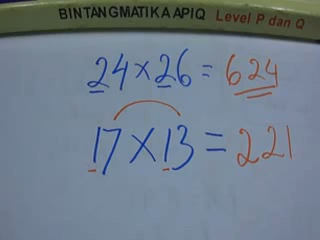 BINTANGMATIKA APIQ Level P dan Q
24×26=624
17×13=221